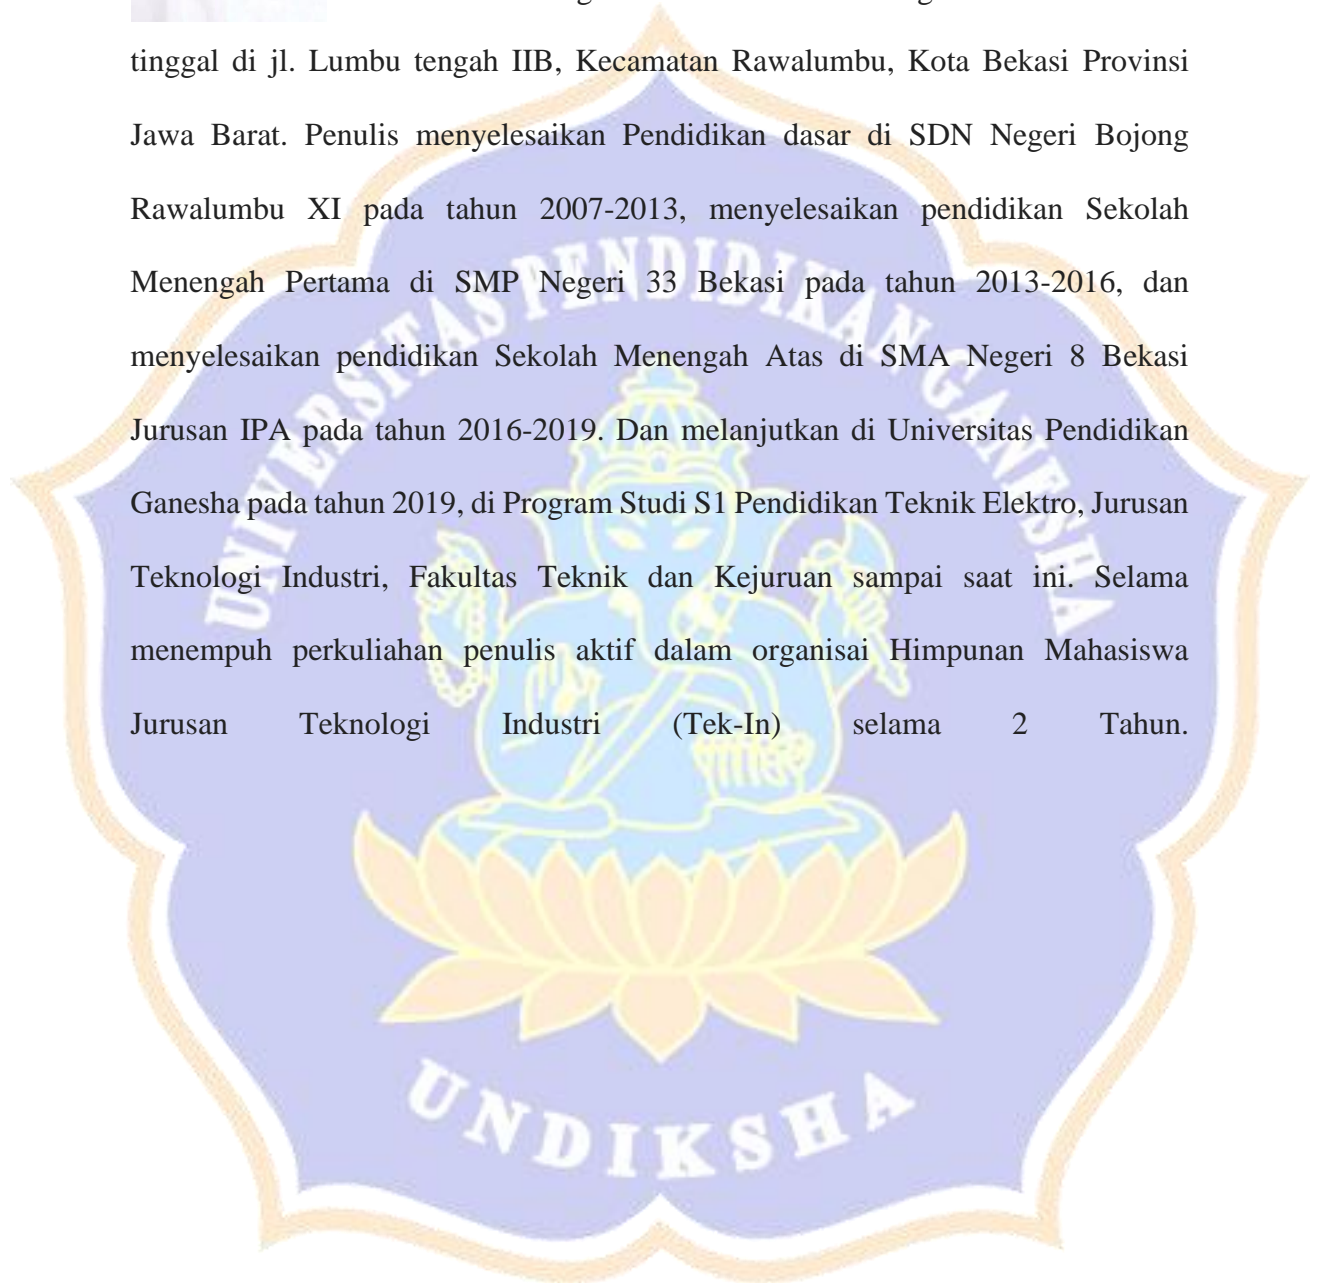 tinggal di jl. Lumbu tengah IIB, Kecamatan Rawalumbu, Kota Bekasi Provinsi
Jawa Barat. Penulis menyelesaikan Pendidikan dasar di SDN Negeri Bojong
Rawalumbu XI pada tahun 2007-2013, menyelesaikan pendidikan Sekolah
Menengah Pertama di SMP Negeri 33 Bekasi pada tahun 2013-2016, dan
menyelesaikan pendidikan Sekolah Menengah Atas di SMA Negeri 8 Bekasi
Jurusan IPA pada tahun 2016-2019. Dan melanjutkan di Universitas Pendidikan
Ganesha pada tahun 2019, di Program Studi S1 Pendidikan Teknik Elektro, Jurusan
Teknologi Industri, Fakultas Teknik dan Kejuruan sampai saat ini. Selama
menempuh perkuliahan penulis aktif dalam organisai Himpunan Mahasiswa
Jurusan Teknologi Industri (Tek-In) selama 2 Tahun.
UNIVERSITAS PENDIDIKAN GANESHA
UNDIKSHA